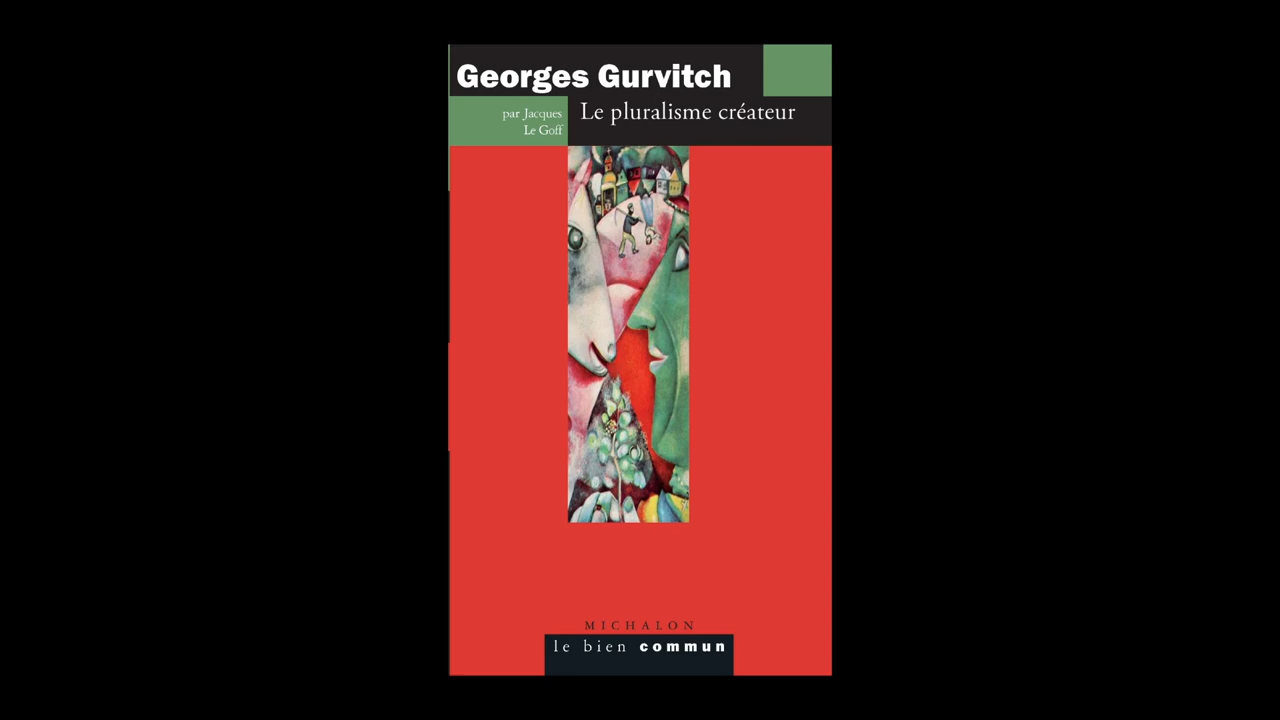 Georges Gurvitch
par Jacques
Le Goff
Le pluralisme créateur
MICHALON
le bien commun